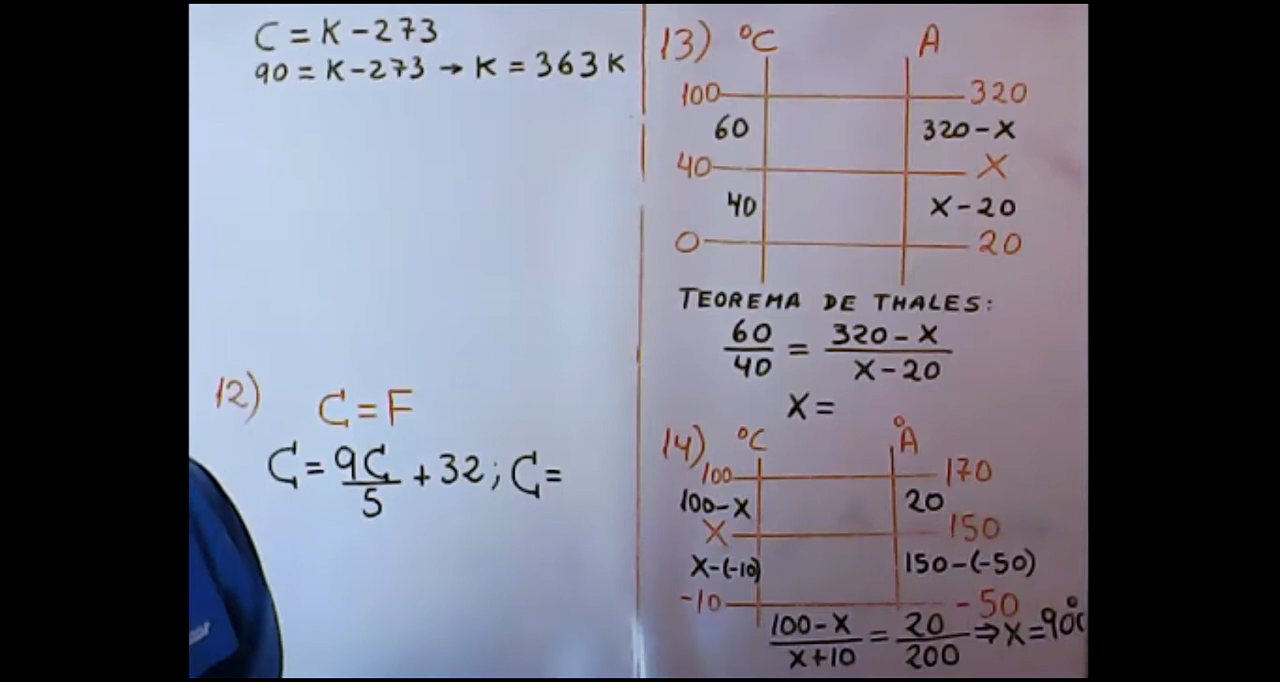 C = K - 273
90 = K - 273 → K = 363 K
12) C = F
C = 9C/5 + 32 ; C =
13) °C A
100 320
60 320 - X
40 X
40 X - 20
0 20
TEOREMA DE THALES:
60/40 = 320 - X/X - 20
X =
14) °C °A
100 170
100 - X 20
X 150
X - (-10) 150 - (-50)
-10 - 50
100 - X/X + 10 = 20/200 ⇒ X = 90°C